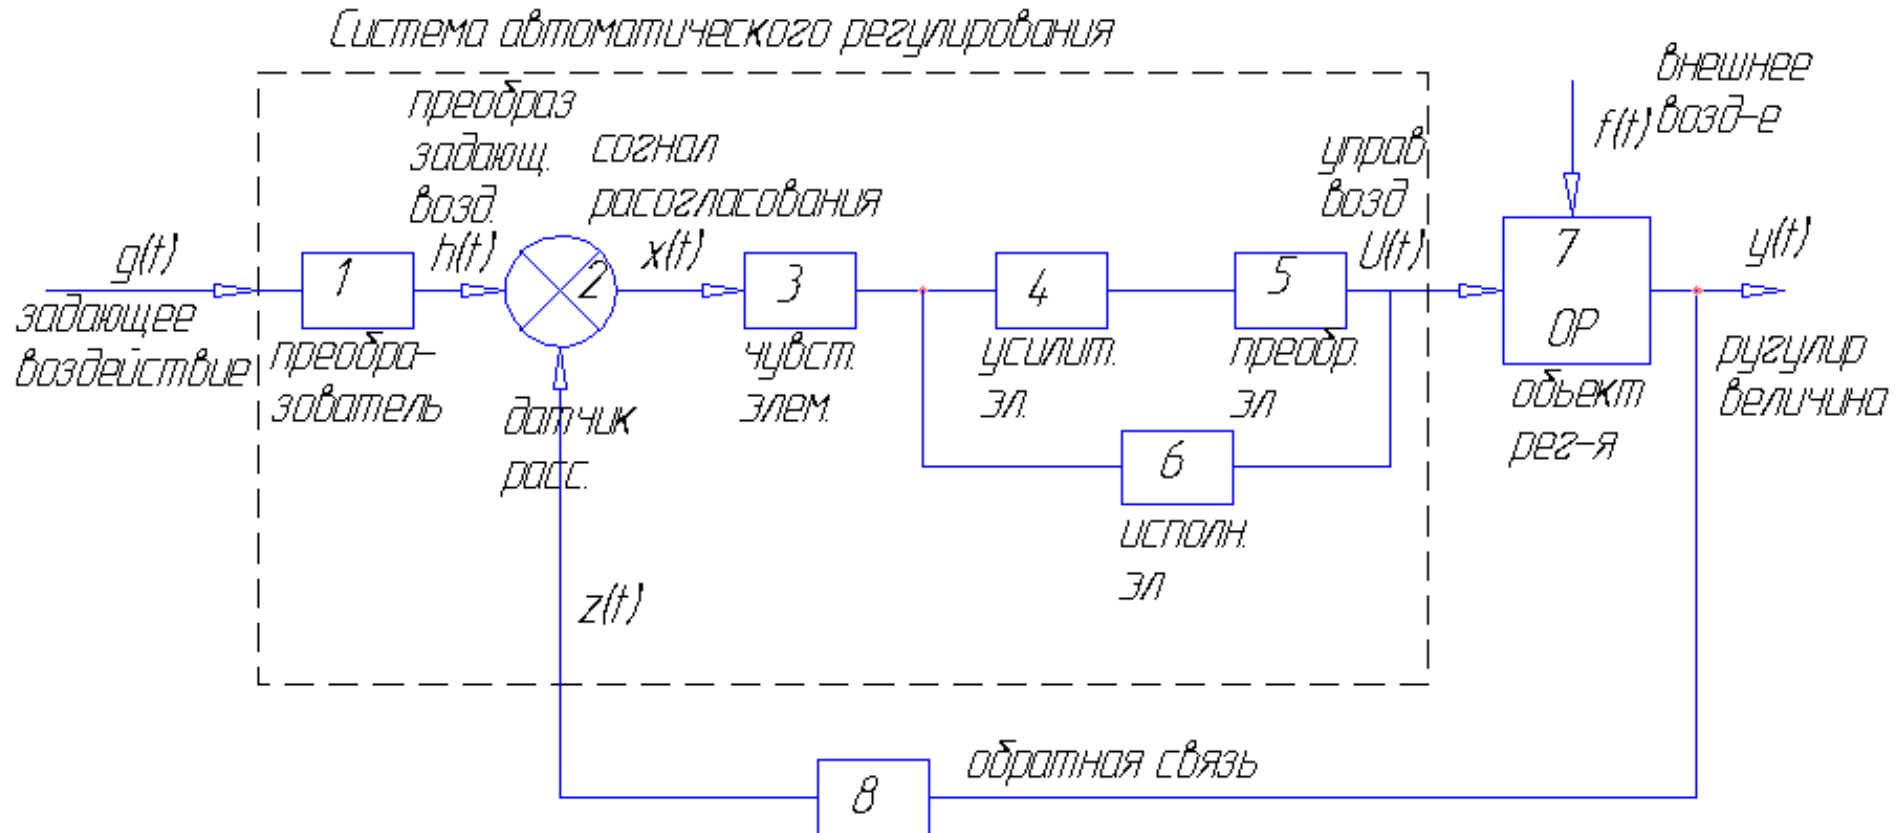 Система автоматического регулирования
внешнее
возд-е
f(t)
преобраз
задающ.
возд.
согнал
расогласования
управ
возд
g(t)
задающее
воздействие
1
преобра-
зователь
h(t)
2
датчик
расс.
x(t)
3
чувст.
элем.
4
усилит.
эл.
5
преобр.
эл
U(t)
6
исполн.
эл
7
ОР
обьект
рег-я
y(t)
ругулир
величина
z(t)
обратная связь
8